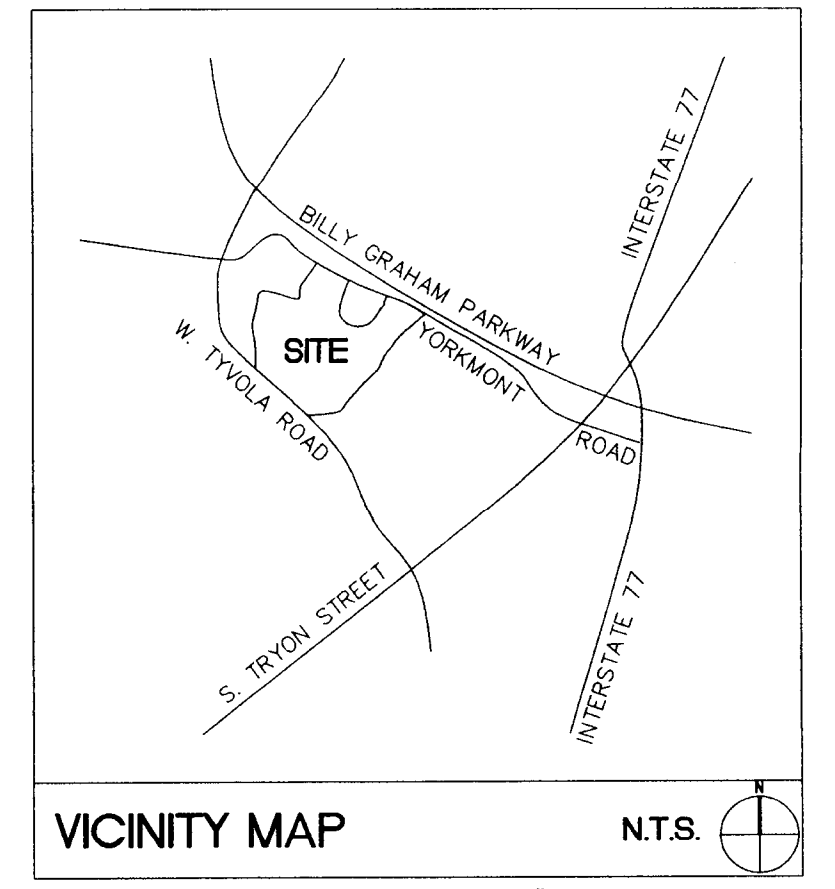 INTERSTATE 77
BILLY GRAHAM PARKWAY
W. TYVOLA ROAD
SITE
YORKMONT
ROAD
S. TRYON STREET
INTERSTATE 77
VICINITY MAP
N.T.S.
N